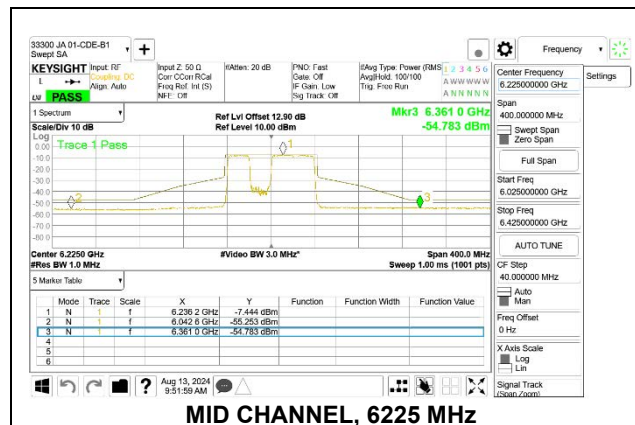 33300 JA 01-CDE-B1
Swept SA
KEYSIGHT Input: RF Input Z: 50 Ω #Atten: 20 dB PNO: Fast #Avg Type: Power (RMS 1 2 3 4 5 6
L Coupling: DC Corr CCorr RCal Gate: Off Avg|Hold: 100/100 A W W W W W
Align: Auto Freq Ref: Int (S) IF Gain: Low Trig: Free Run
PASS NFE: Off Sig Track: Off A N N N N N
1 Spectrum
Scale/Div 10 dB
Ref Lvl Offset 12.90 dB
Ref Level 10.00 dBm
Mkr3 6.361 0 GHz
-54.783 dBm
Log
Trace 1 Pass
0.00
-10.0
-20.0
-30.0
-40.0
-50.0
-60.0
-70.0
-80.0
1
2
3
Center 6.2250 GHz #Video BW 3.0 MHz* Span 400.0 MHz
#Res BW 1.0 MHz Sweep 1.00 ms (1001 pts)
5 Marker Table
Mode Trace Scale X Y Function Function Width Function Value
1 N 1 f 6.236 2 GHz -7.444 dBm
2 N 1 f 6.042 6 GHz -55.253 dBm
3 N 1 f 6.361 0 GHz -54.783 dBm
4
5
6
Aug 13, 2024
9:51:59 AM
Frequency
Settings
Center Frequency
6.225000000 GHz
Span
400.000000 MHz
Swept Span
Zero Span
Full Span
Start Freq
6.025000000 GHz
Stop Freq
6.425000000 GHz
AUTO TUNE
CF Step
40.000000 MHz
Auto
Man
Freq Offset
0 Hz
X Axis Scale
Log
Lin
Signal Track
(Span Zoom)
MID CHANNEL, 6225 MHz